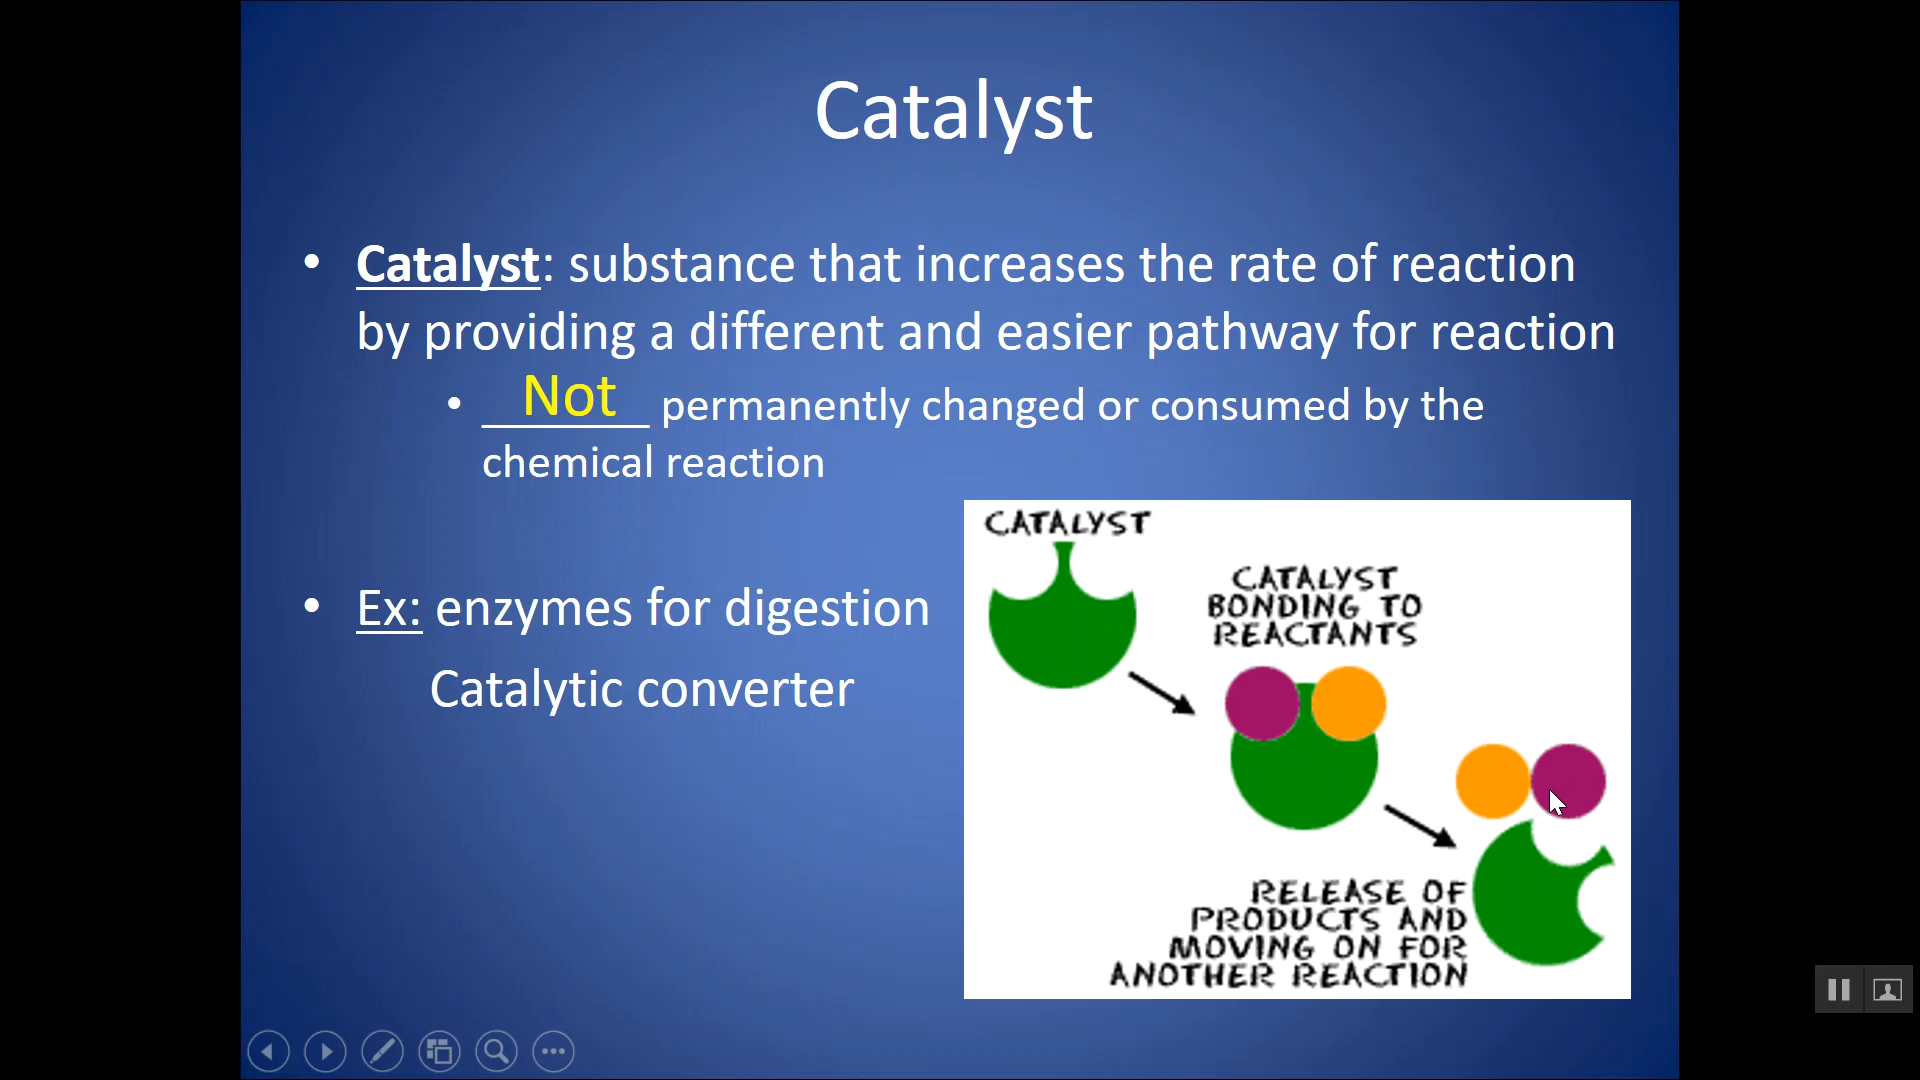 Catalyst
• Catalyst: substance that increases the rate of reaction
by providing a different and easier pathway for reaction
• Not permanently changed or consumed by the
chemical reaction
• Ex: enzymes for digestion
Catalytic converter
CATALYST
CATALYST
BONDING TO
REACTANTS
RELEASE OF
PRODUCTS AND
MOVING ON FOR
ANOTHER REACTION